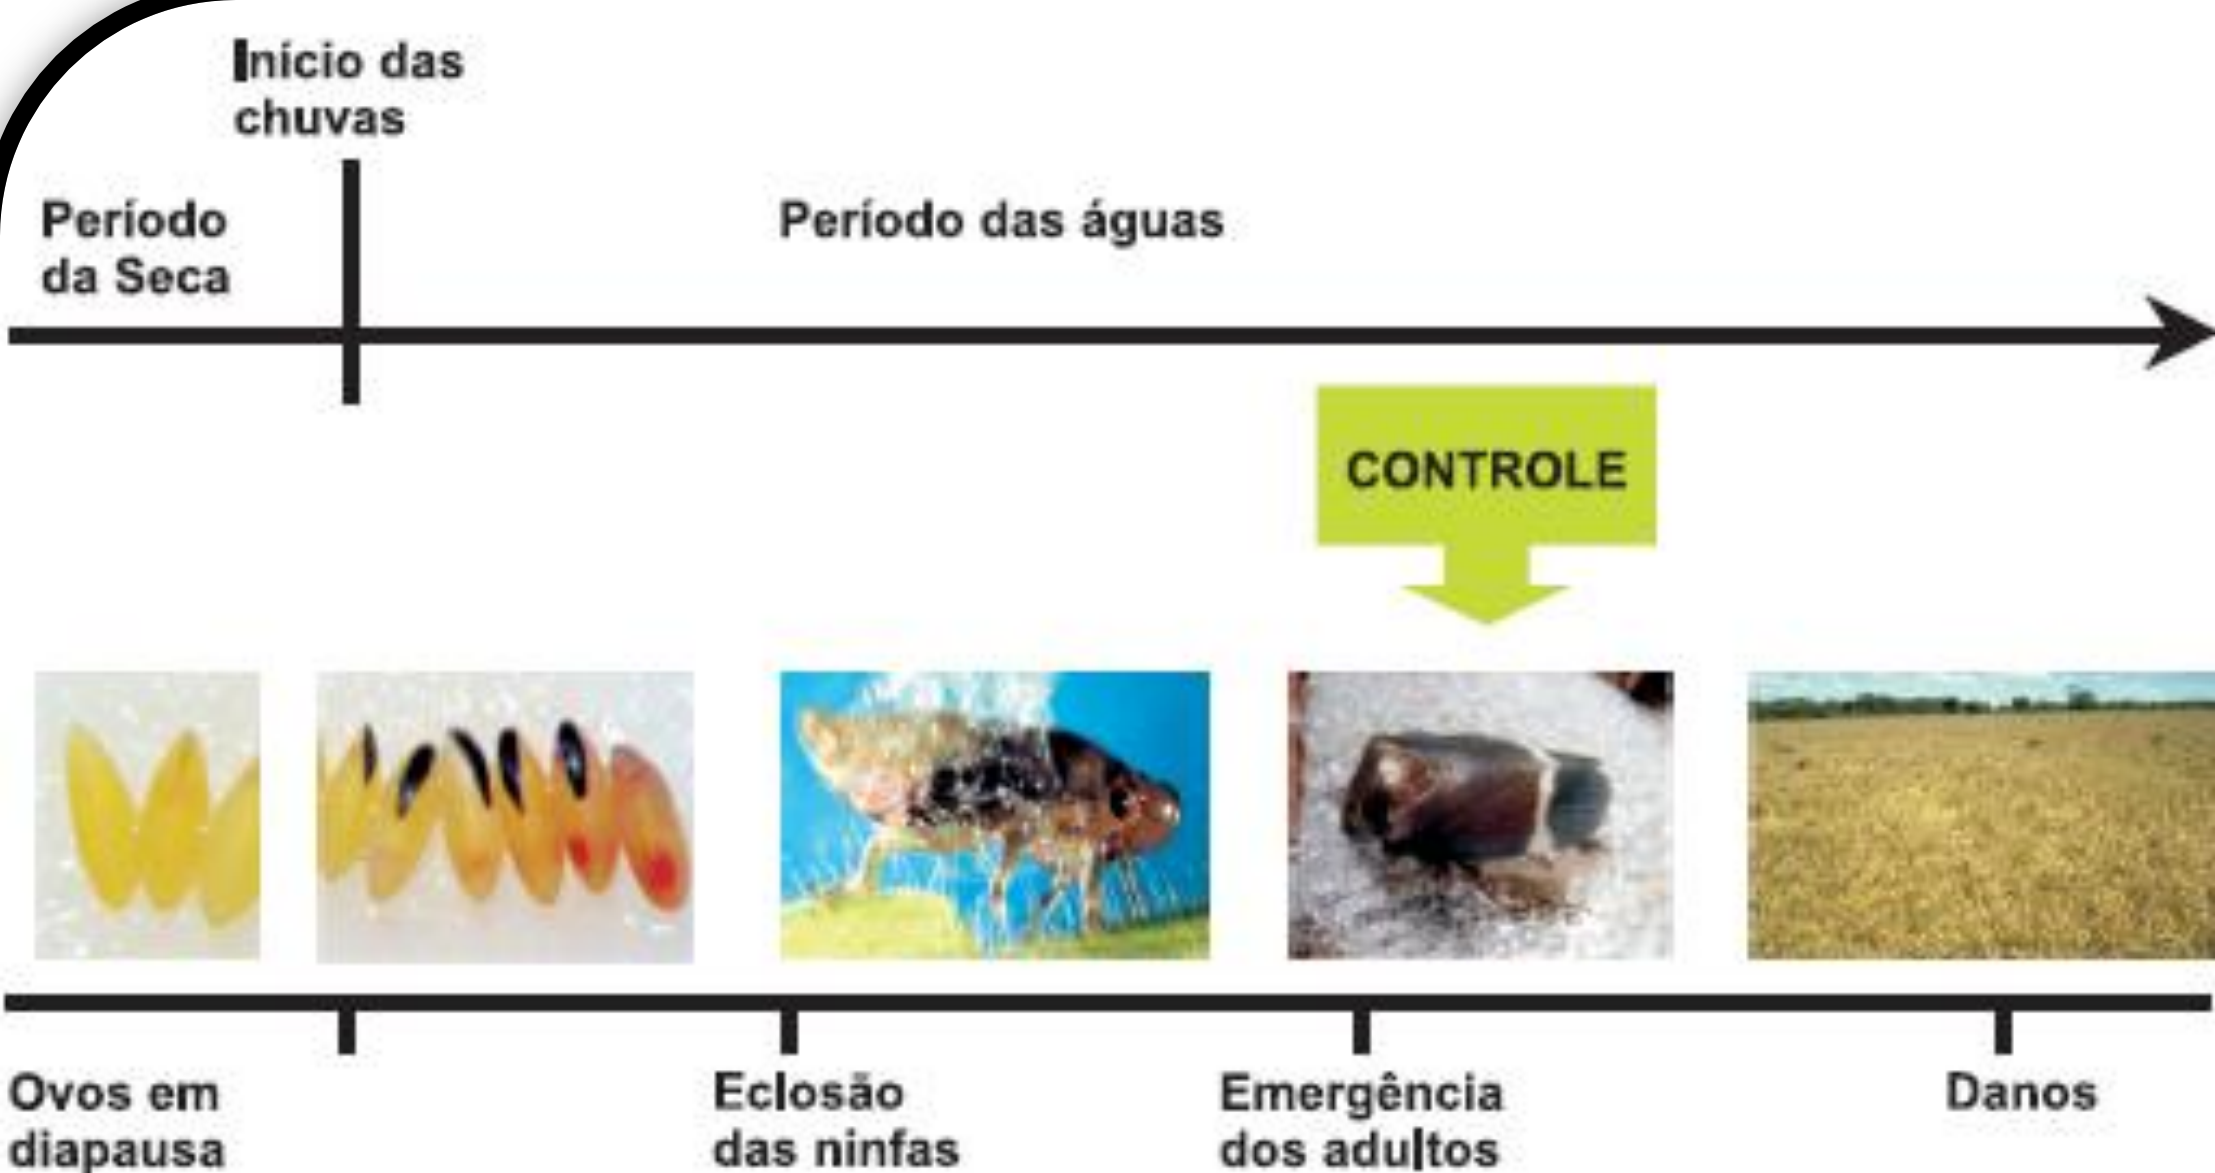 Início das
chuvas
Período
da Seca
Período das águas
CONTROLE
Ovos em
diapausa
Eclosão
das ninfas
Emergência
dos adultos
Danos